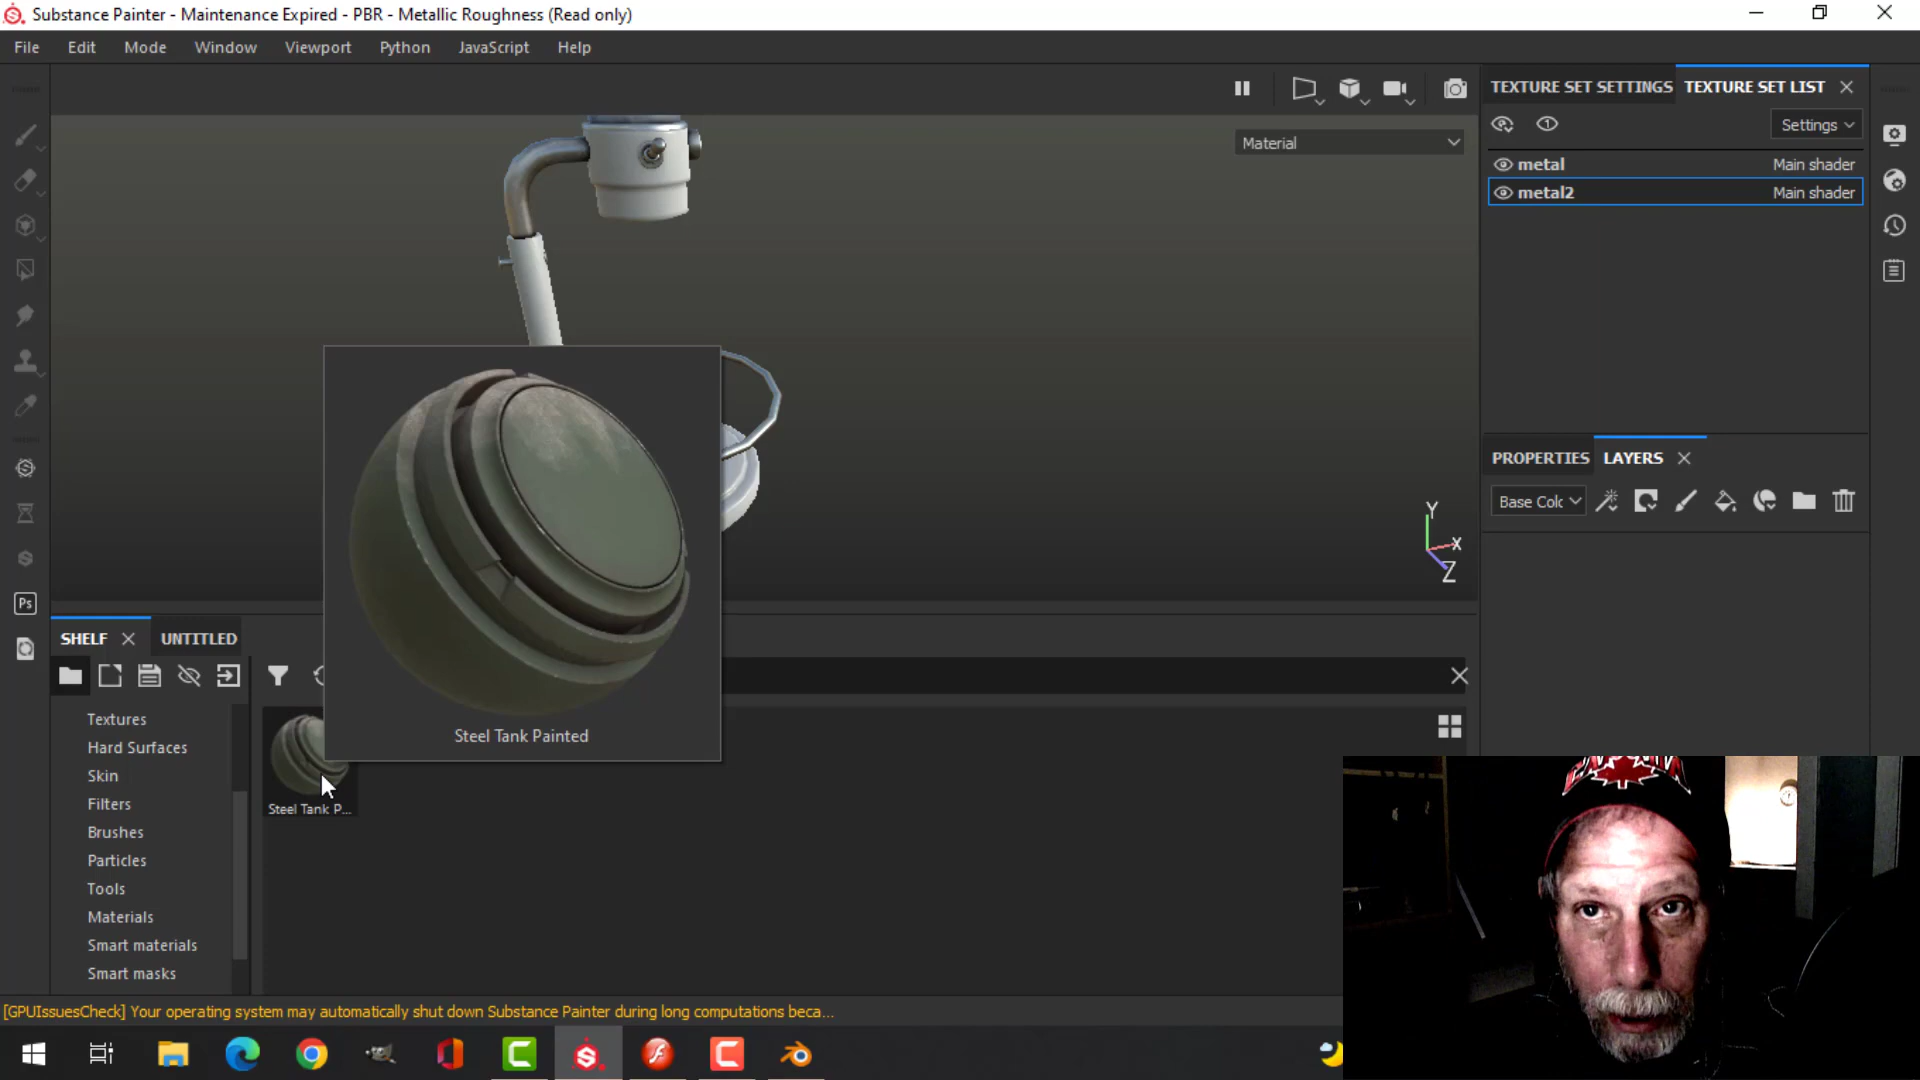 Substance Painter - Maintenance Expired - PBR - Metallic Roughness (Read only)
File Edit Mode Window Viewport Python JavaScript Help
TEXTURE SET SETTINGS TEXTURE SET LIST
Settings
Material
metal Main shader
metal2 Main shader
PROPERTIES LAYERS
Base Colc
Y
X
Z
Ps
SHELF UNTITLED
Textures
Hard Surfaces
Skin
Filters
Brushes
Particles
Tools
Materials
Smart materials
Smart masks
Steel Tank Painted
Steel Tank P...
[GPUIssuesCheck] Your operating system may automatically shut down Substance Painter during long computations beca...